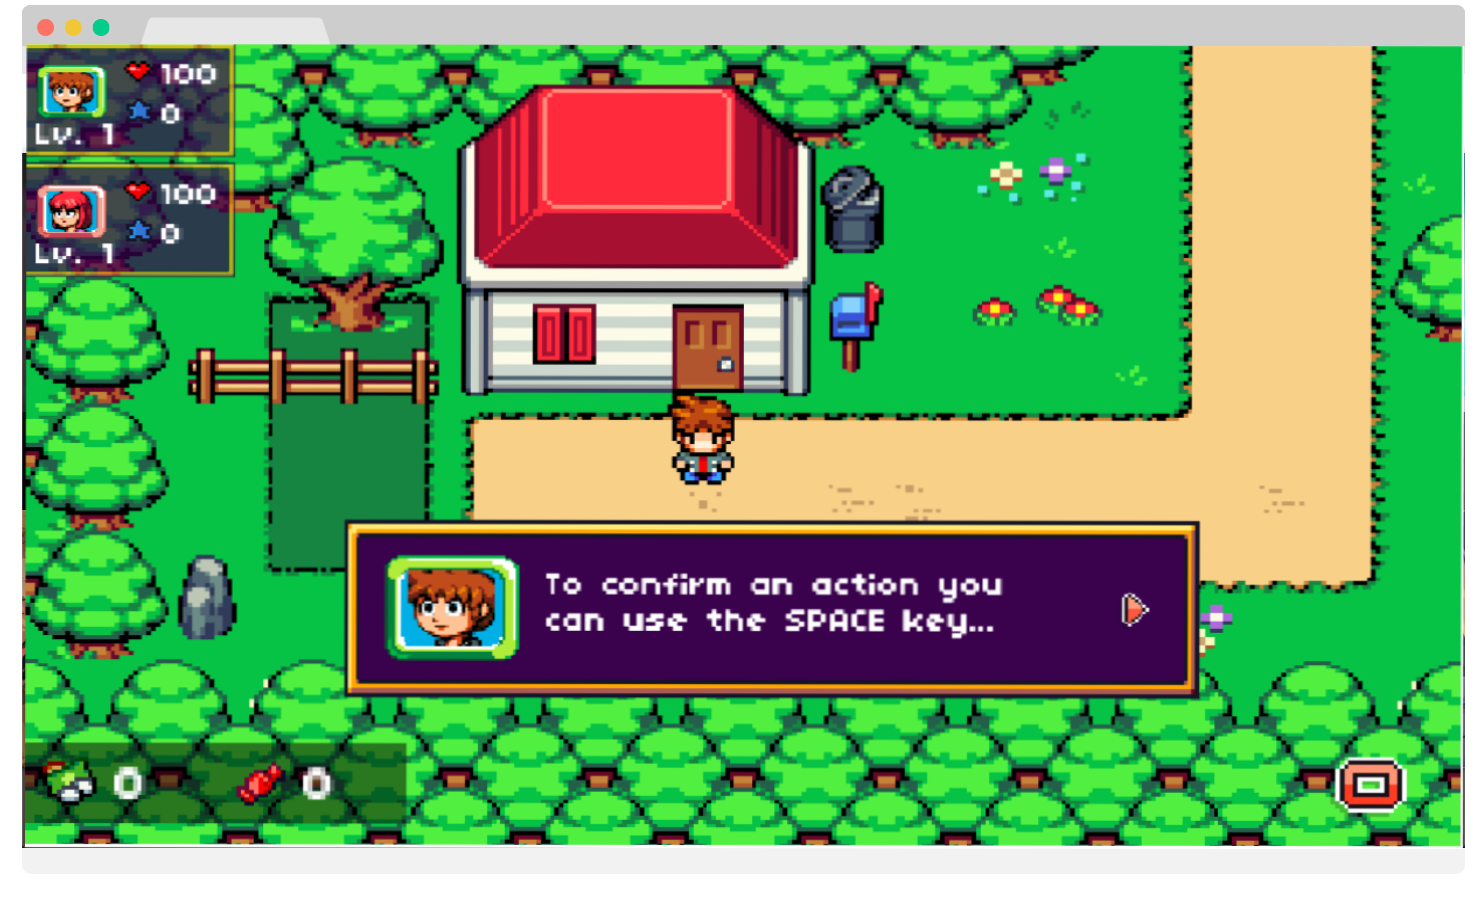 100
0
Lv. 1
100
0
Lv. 1
To confirm an action you
can use the SPACE key...
0 0